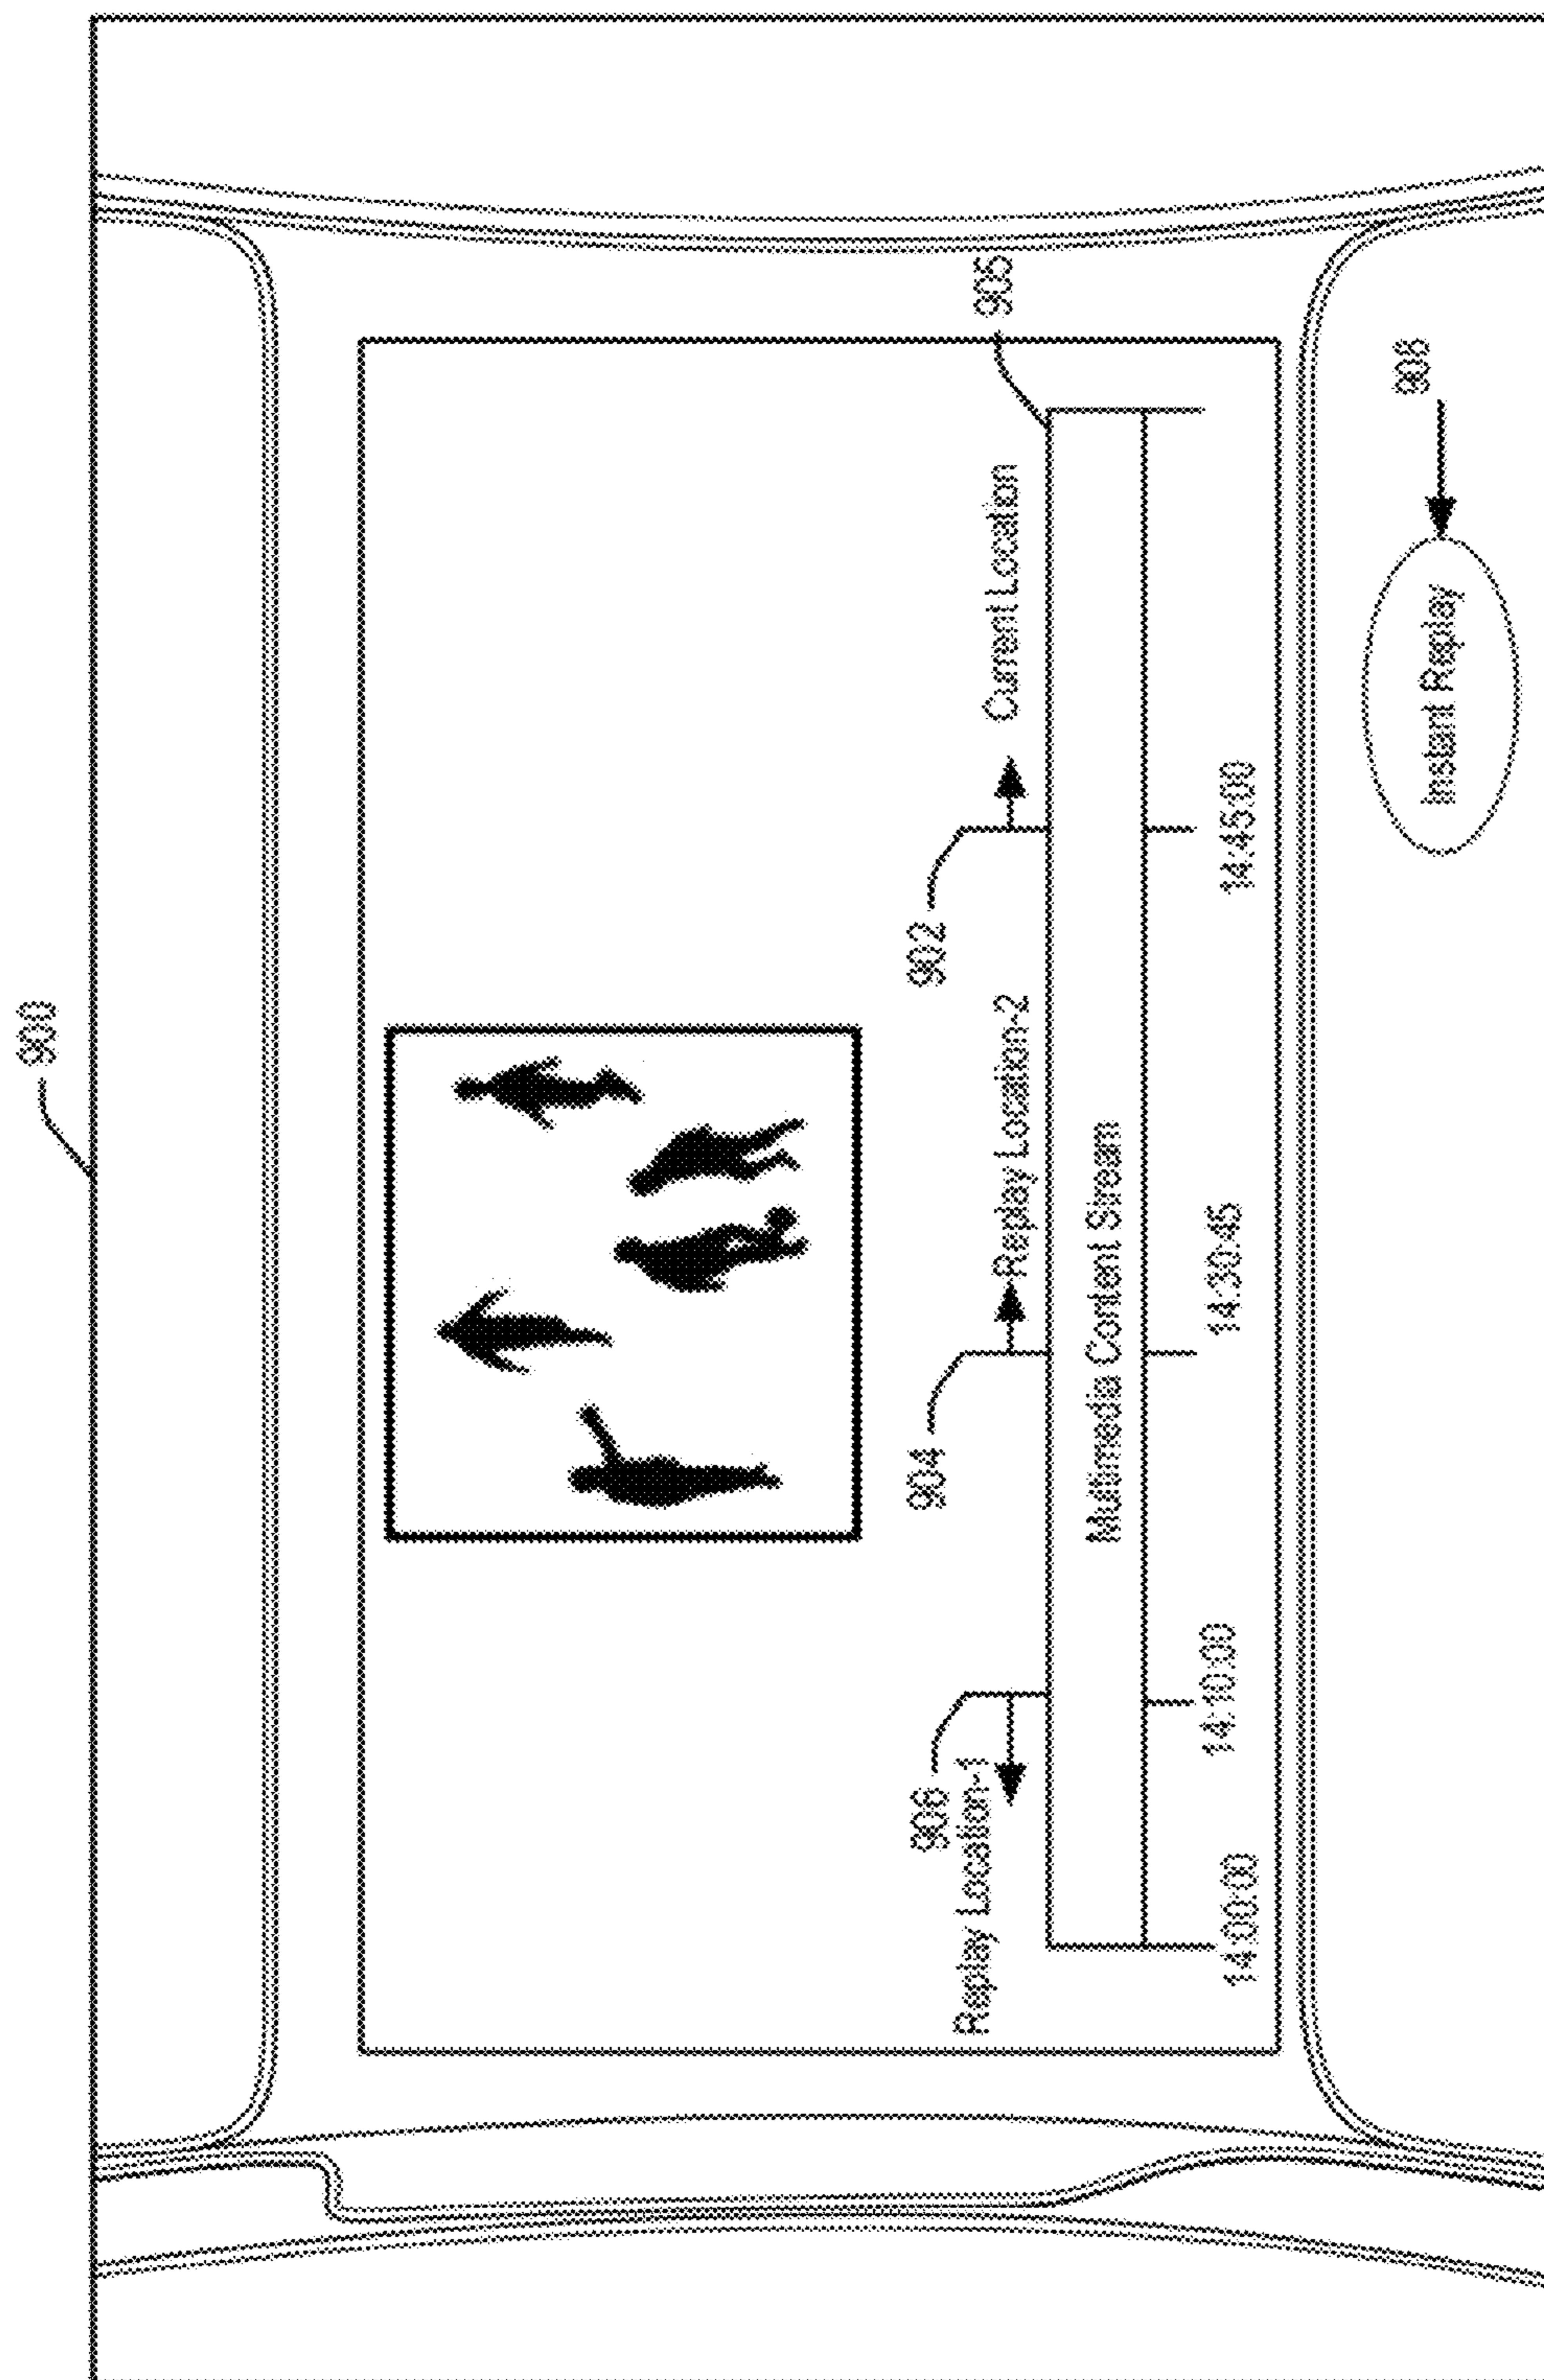 900
906
904
902
Replay Location-1
Replay Location-2
Current Location
905
Multimedia Content Stream
14:00:00
14:10:00
14:30:45
14:45:00
Instant Replay
908